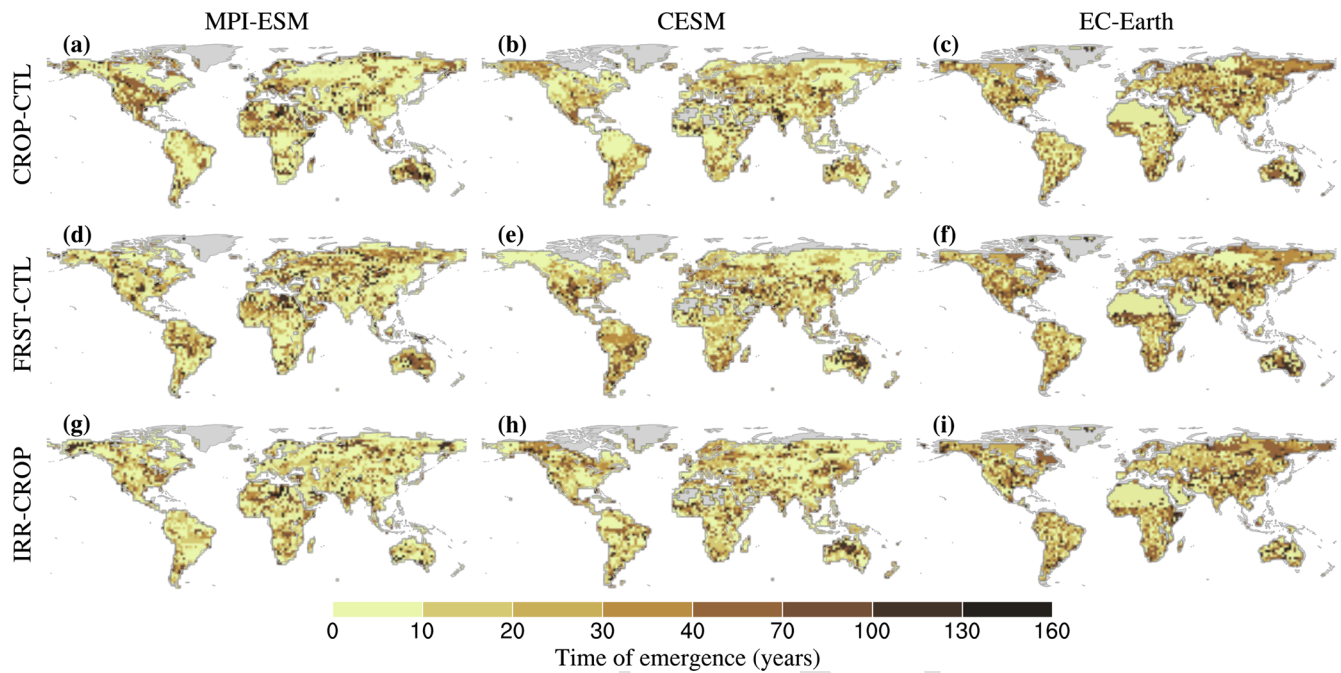 MPI-ESM CESM EC-Earth
(a) (b) (c)
CROP-CTL
(d) (e) (f)
FRST-CTL
(g) (h) (i)
IRR-CROP
0 10 20 30 40 70 100 130 160
Time of emergence (years)